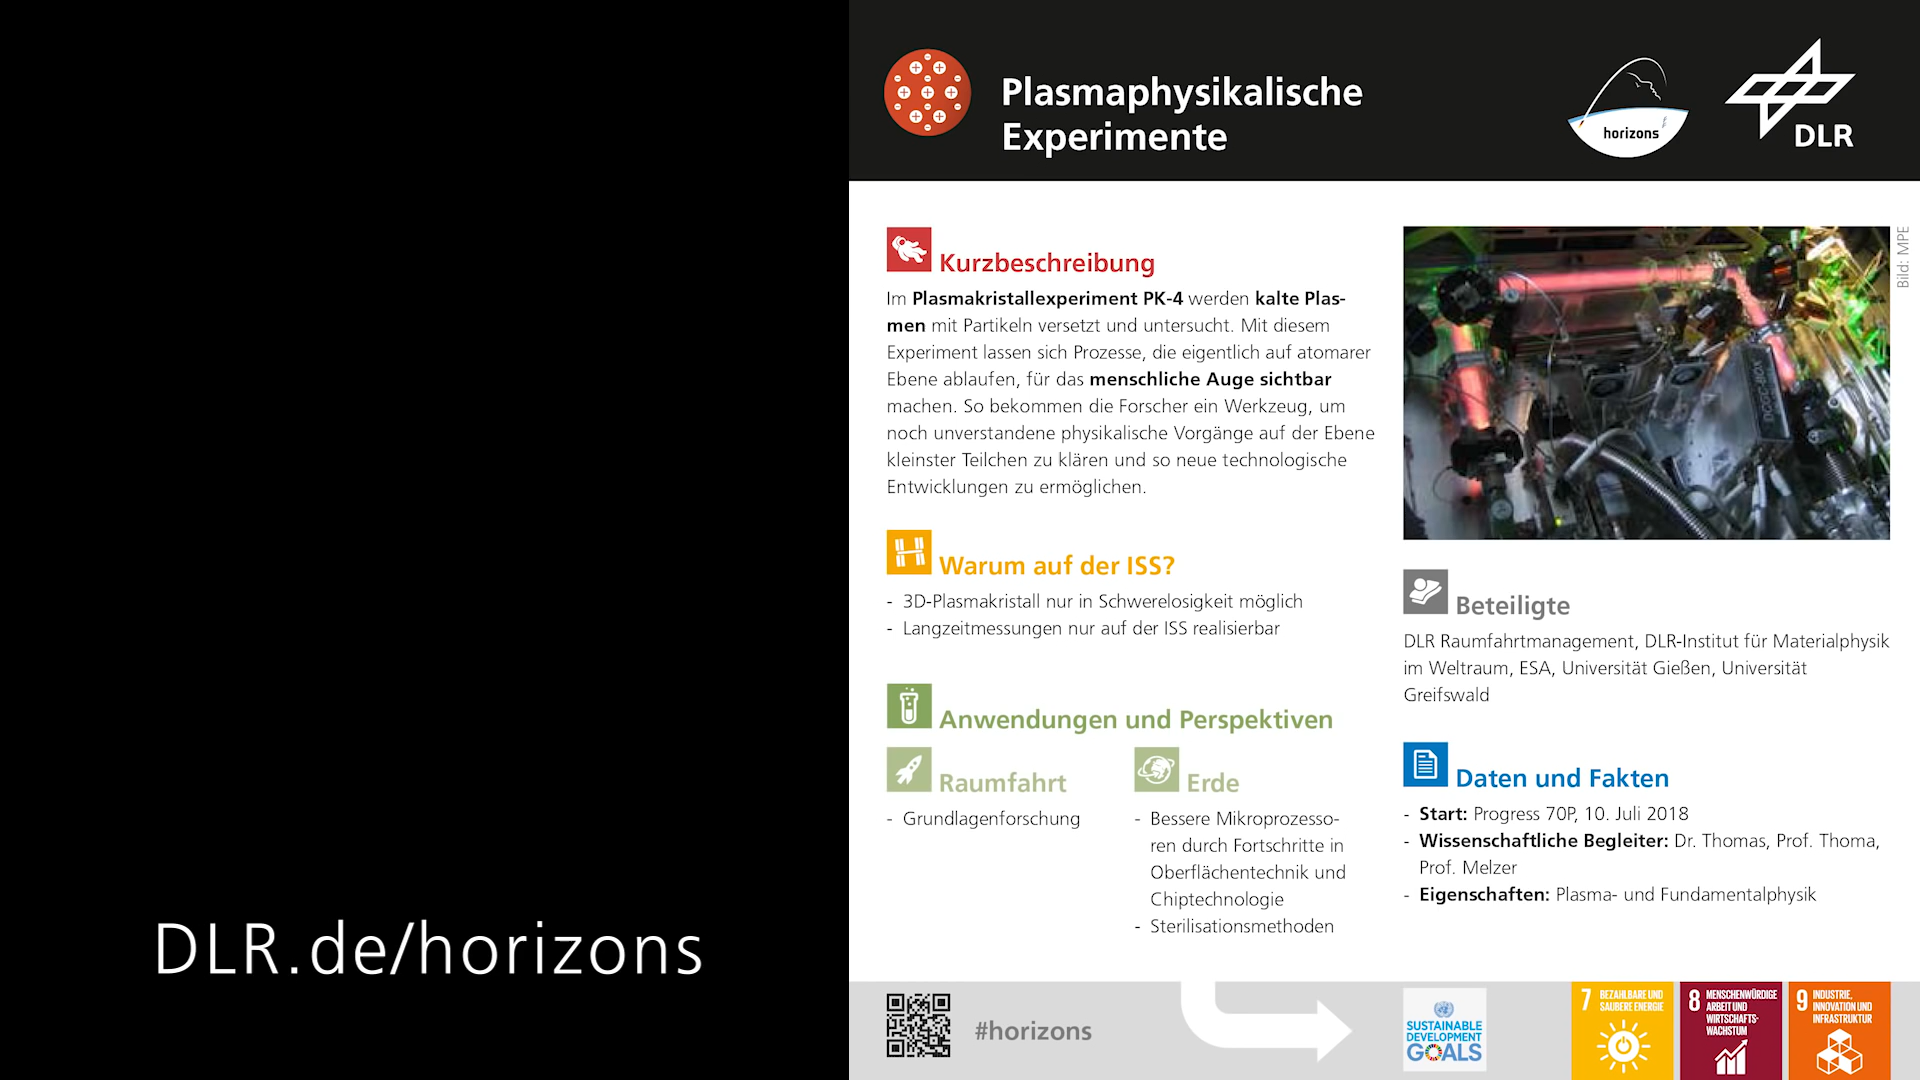 Plasmaphysikalische
Experimente
horizons
DLR
Kurzbeschreibung
Im Plasmakristallexperiment PK-4 werden kalte Plas-
men mit Partikeln versetzt und untersucht. Mit diesem
Experiment lassen sich Prozesse, die eigentlich auf atomarer
Ebene ablaufen, für das menschliche Auge sichtbar
machen. So bekommen die Forscher ein Werkzeug, um
noch unverstandene physikalische Vorgänge auf der Ebene
kleinster Teilchen zu klären und so neue technologische
Entwicklungen zu ermöglichen.
Warum auf der ISS?
- 3D-Plasmakristall nur in Schwerelosigkeit möglich
- Langzeitmessungen nur auf der ISS realisierbar
Anwendungen und Perspektiven
Raumfahrt
- Grundlagenforschung
Erde
- Bessere Mikroprozesso-
ren durch Fortschritte in
Oberflächentechnik und
Chiptechnologie
- Sterilisationsmethoden
Bild: MPE
Beteiligte
DLR Raumfahrtmanagement, DLR-Institut für Materialphysik
im Weltraum, ESA, Universität Gießen, Universität
Greifswald
Daten und Fakten
- Start: Progress 70P, 10. Juli 2018
- Wissenschaftliche Begleiter: Dr. Thomas, Prof. Thoma,
Prof. Melzer
- Eigenschaften: Plasma- und Fundamentalphysik
DLR.de/horizons
#horizons
SUSTAINABLE
DEVELOPMENT
GOALS
7 BEZAHLBARE UND
SAUBERE ENERGIE
8 MENSCHENWÜRDIGE
ARBEIT UND
WIRTSCHAFTS-
WACHSTUM
9 INDUSTRIE,
INNOVATION UND
INFRASTRUKTUR